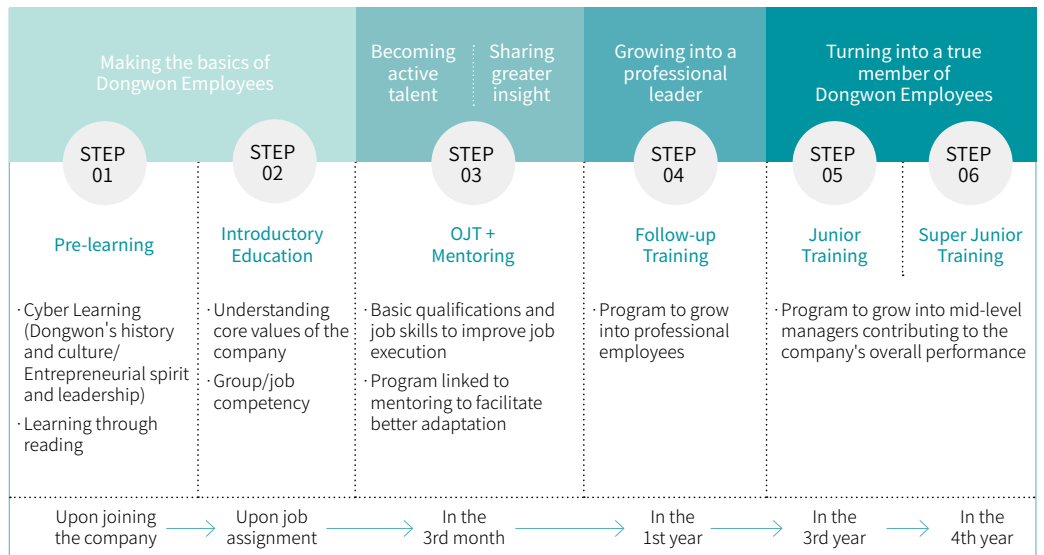 Making the basics of
Dongwon Employees
Becoming
active
talent
Sharing
greater
insight
Growing into a
professional
leader
Turning into a true
member of
Dongwon Employees
STEP
01
STEP
02
STEP
03
STEP
04
STEP
05
STEP
06
Pre-learning
Introductory
Education
OJT +
Mentoring
Follow-up
Training
Junior
Training
Super Junior
Training
· Cyber Learning
(Dongwon's history
and culture/
Entrepreneurial spirit
and leadership)
· Learning through
reading
· Understanding
core values of the
company
· Group/job
competency
· Basic qualifications and
job skills to improve job
execution
· Program linked to
mentoring to facilitate
better adaptation
· Program to grow
into professional
employees
· Program to grow into mid-level
managers contributing to the
company's overall performance
Upon joining
the company
Upon job
assignment
In the
3rd month
In the
1st year
In the
3rd year
In the
4th year